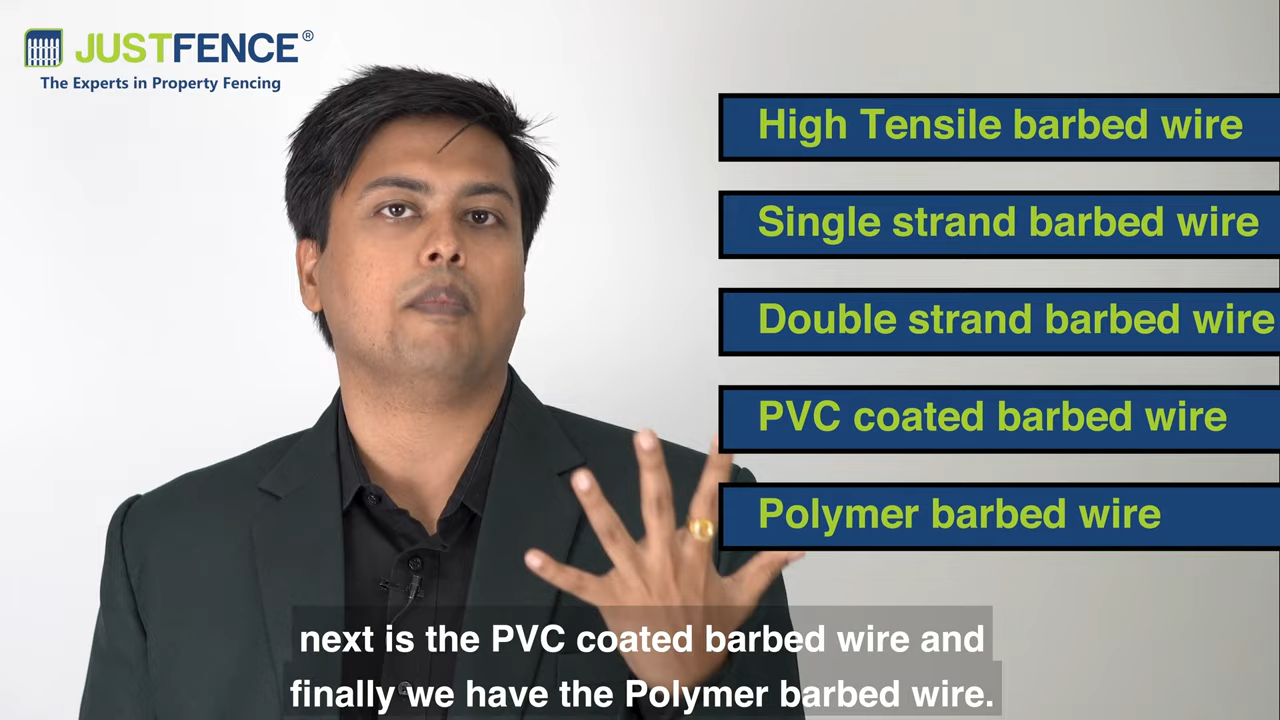 JUSTFENCE®
The Experts in Property Fencing
High Tensile barbed wire
Single strand barbed wire
Double strand barbed wire
PVC coated barbed wire
Polymer barbed wire
next is the PVC coated barbed wire and
finally we have the Polymer barbed wire.